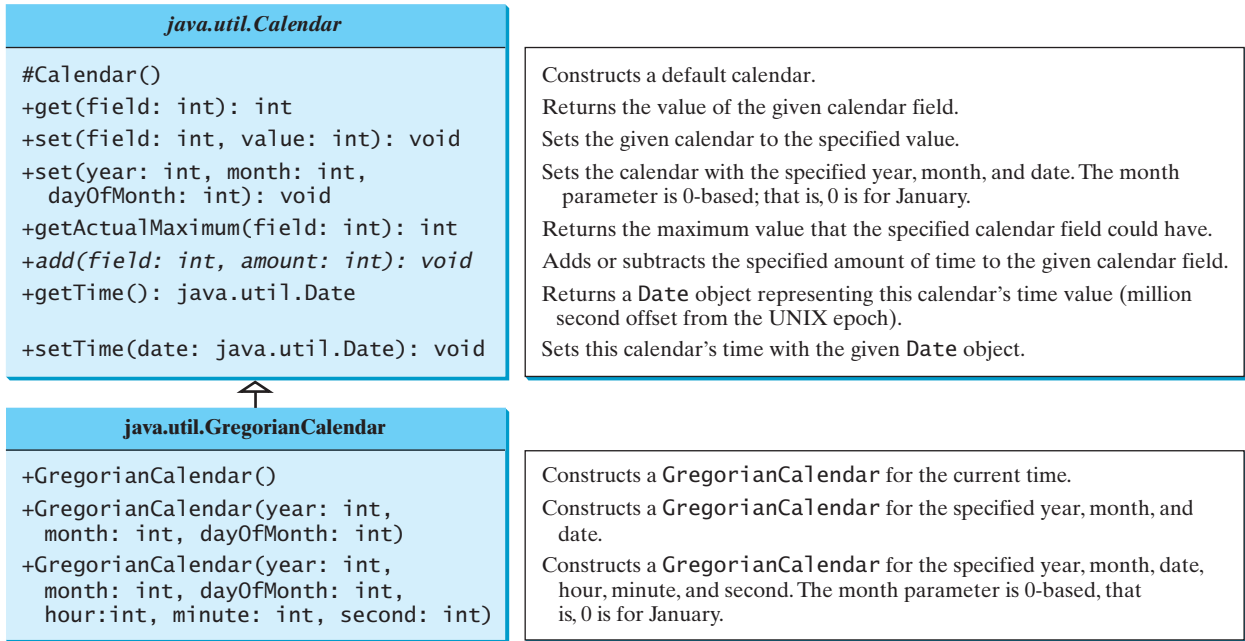 java.util.Calendar
#Calendar()
+get(field: int): int
+set(field: int, value: int): void
+set(year: int, month: int,
dayOfMonth: int): void
+getActualMaximum(field: int): int
+add(field: int, amount: int): void
+getTime(): java.util.Date
+setTime(date: java.util.Date): void
Constructs a default calendar.
Returns the value of the given calendar field.
Sets the given calendar to the specified value.
Sets the calendar with the specified year, month, and date. The month
parameter is 0-based; that is, 0 is for January.
Returns the maximum value that the specified calendar field could have.
Adds or subtracts the specified amount of time to the given calendar field.
Returns a Date object representing this calendar's time value (million
second offset from the UNIX epoch).
Sets this calendar's time with the given Date object.
java.util.GregorianCalendar
+GregorianCalendar()
+GregorianCalendar(year: int,
month: int, dayOfMonth: int)
+GregorianCalendar(year: int,
month: int, dayOfMonth: int,
hour:int, minute: int, second: int)
Constructs a GregorianCalendar for the current time.
Constructs a GregorianCalendar for the specified year, month, and
date.
Constructs a GregorianCalendar for the specified year, month, date,
hour, minute, and second. The month parameter is 0-based, that
is, 0 is for January.